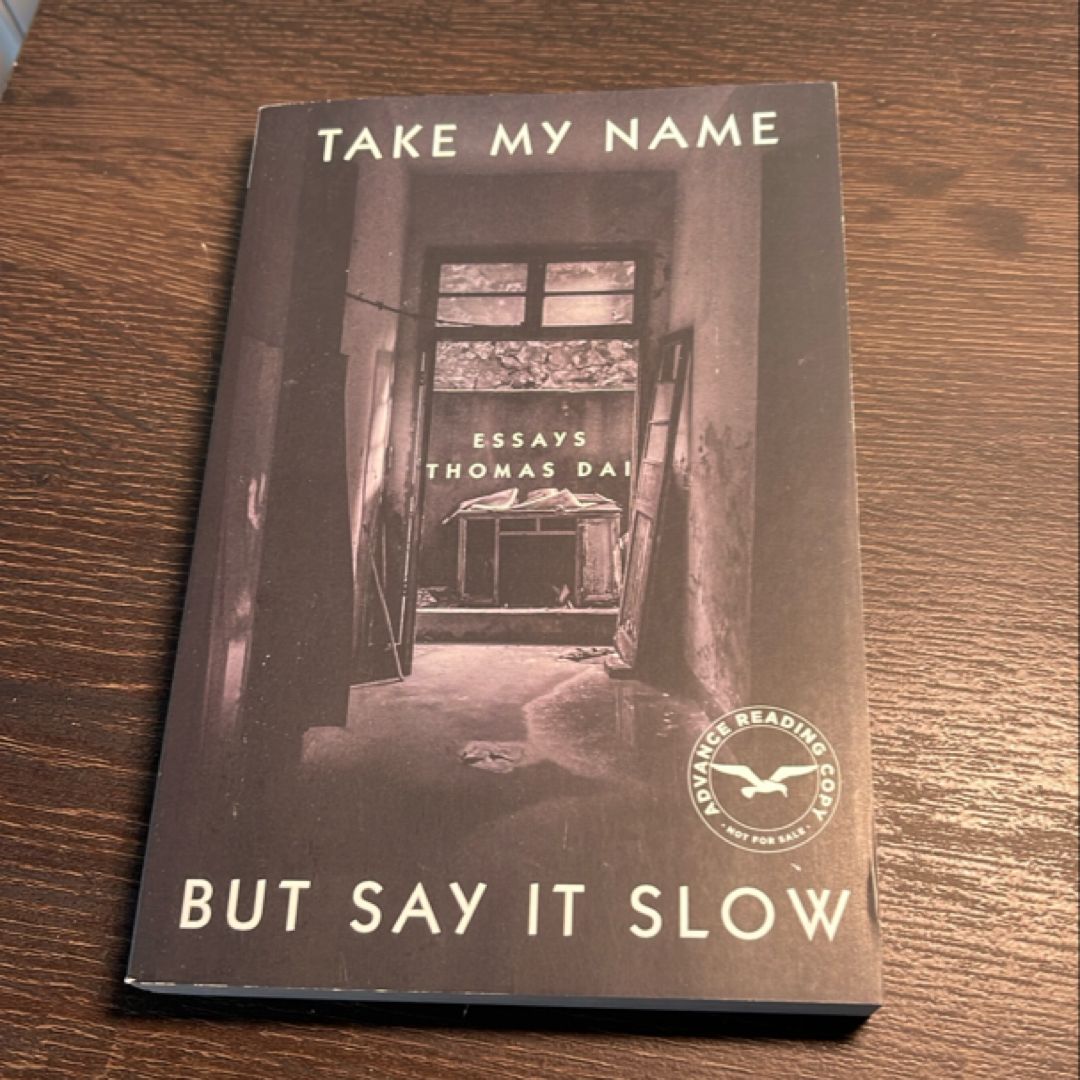 TAKE MY NAME
ESSAYS
THOMAS DAI
ADVANCE READING COPY
· NOT FOR SALE ·
BUT SAY IT SLOW